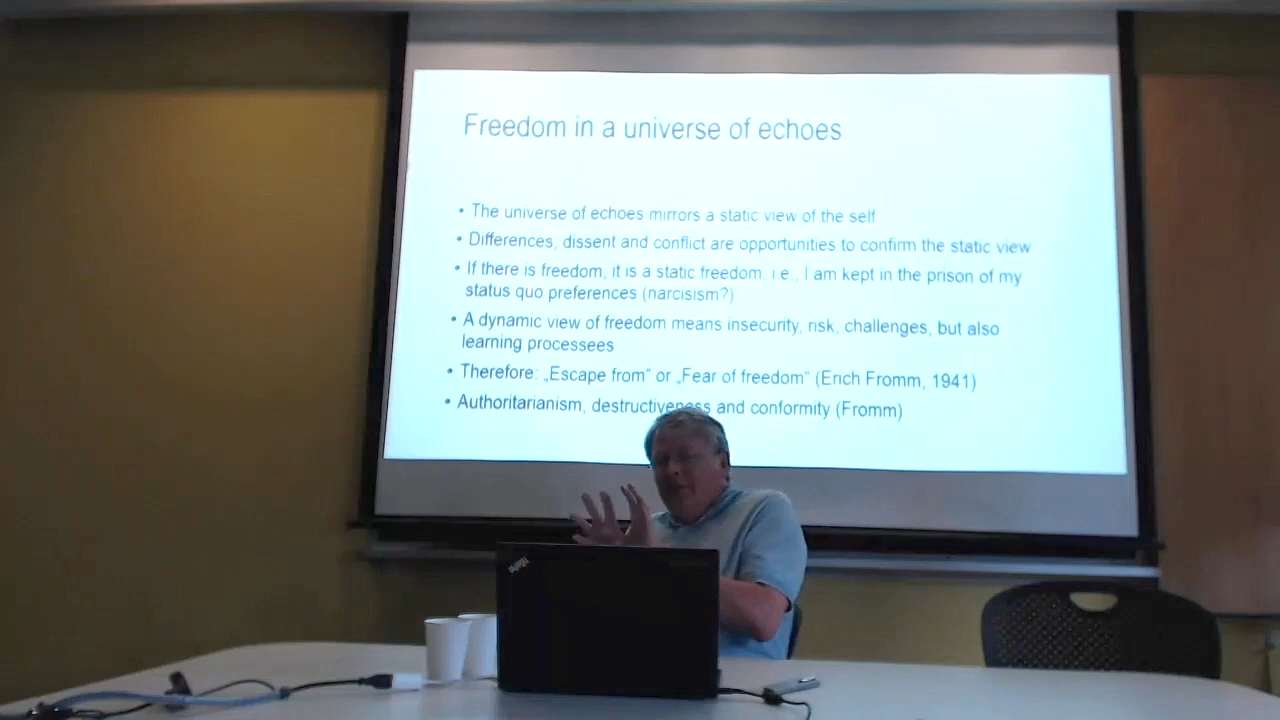 Freedom in a universe of echoes
• The universe of echoes mirrors a static view of the self
• Differences, dissent and conflict are opportunities to confirm the static view
• If there is freedom, it is a static freedom, i.e., I am kept in the prison of my
status quo preferences (narcisism?)
• A dynamic view of freedom means insecurity, risk, challenges, but also
learning processees
• Therefore: „Escape from“ or „Fear of freedom“ (Erich Fromm, 1941)
• Authoritarianism, destructiveness and conformity (Fromm)